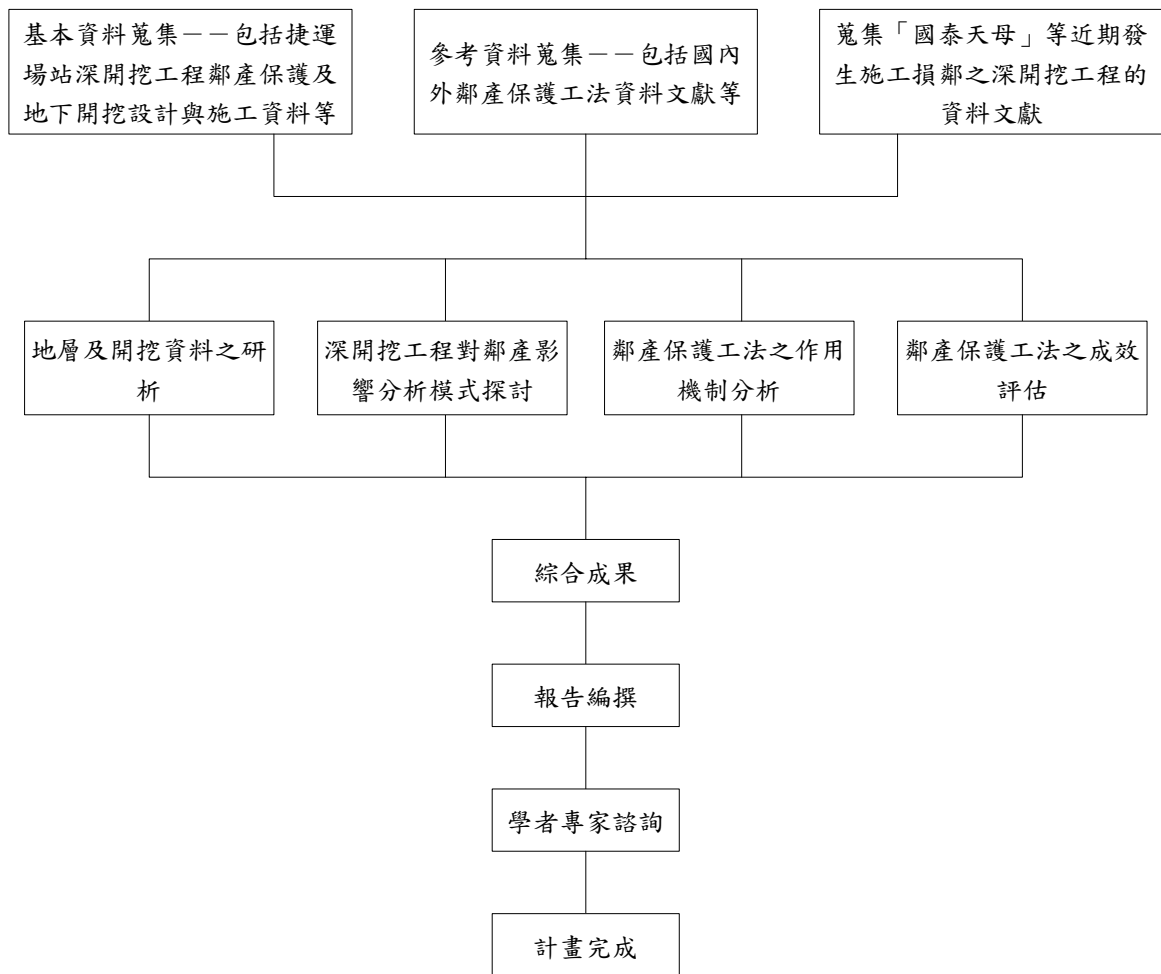 基本資料蒐集－－包括捷運
場站深開挖工程鄰產保護及
地下開挖設計與施工資料等
參考資料蒐集－－包括國內
外鄰產保護工法資料文獻等
蒐集「國泰天母」等近期發
生施工損鄰之深開挖工程的
資料文獻
地層及開挖資料之研
析
深開挖工程對鄰產影
響分析模式探討
鄰產保護工法之作用
機制分析
鄰產保護工法之成效
評估
綜合成果
報告編撰
學者專家諮詢
計畫完成